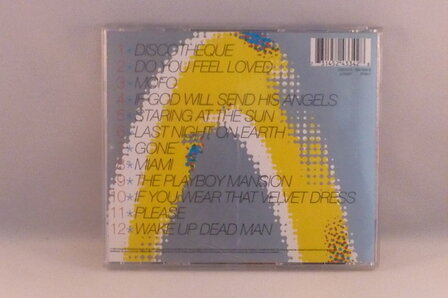 1*DISCOTHEQUE
2*DO YOU FEEL LOVED
3*MOFO
4*IF GOD WILL SEND HIS ANGELS
5*STARING AT THE SUN
6*LAST NIGHT ON EARTH
7*GONE
8*MIAMI
9*THE PLAYBOY MANSION
10*IF YOU WEAR THAT VELVET DRESS
11*PLEASE
12*WAKE UP DEAD MAN